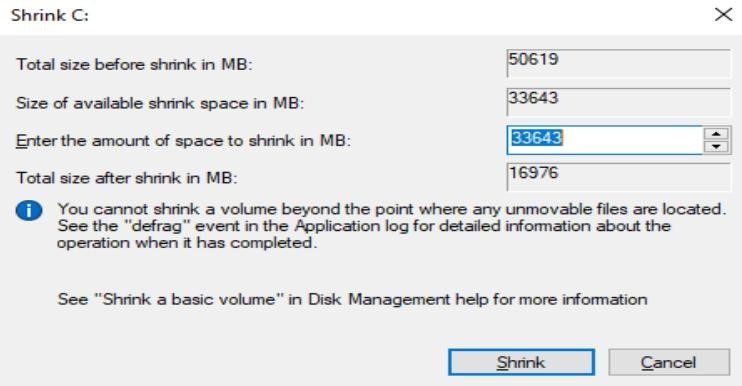 Shrink C:
Total size before shrink in MB: 50619
Size of available shrink space in MB: 33643
Enter the amount of space to shrink in MB: 33643
Total size after shrink in MB: 16976
You cannot shrink a volume beyond the point where any unmovable files are located.
See the "defrag" event in the Application log for detailed information about the
operation when it has completed.
See "Shrink a basic volume" in Disk Management help for more information
Shrink Cancel